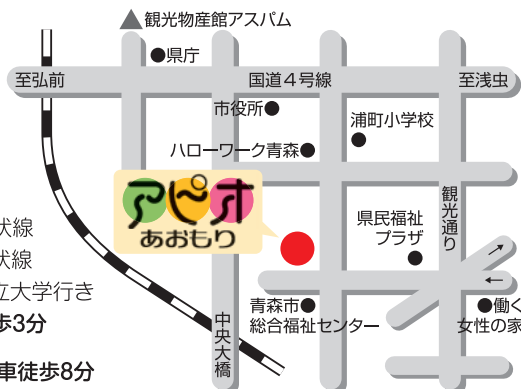 観光物産館アスパム
県庁
至弘前
国道4号線
至浅虫
市役所
浦町小学校
ハローワーク青森
アピオ
あおもり
観光通り
県民福祉
プラザ
状線
状線
立大学行き
歩3分
車徒歩8分
中央大橋
青森市
総合福祉センター
働く
女性の家